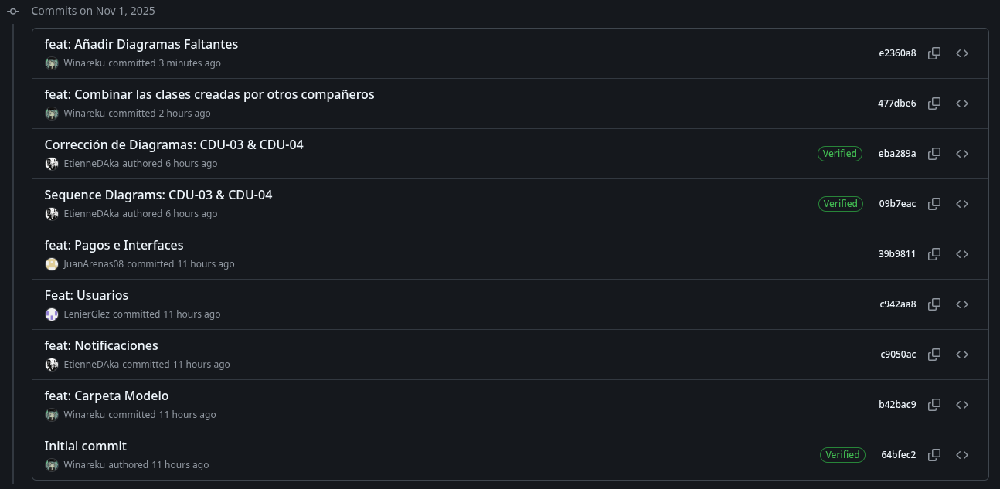 Commits on Nov 1, 2025
feat: Añadir Diagramas Faltantes
Winareku committed 3 minutes ago
e2360a8
feat: Combinar las clases creadas por otros compañeros
Winareku committed 2 hours ago
477dbe6
Corrección de Diagramas: CDU-03 & CDU-04
EtienneDAka authored 6 hours ago
Verified eba289a
Sequence Diagrams: CDU-03 & CDU-04
EtienneDAka authored 6 hours ago
Verified 09b7eac
feat: Pagos e Interfaces
JuanArenas08 committed 11 hours ago
39b9811
Feat: Usuarios
LenierGlez committed 11 hours ago
c942aa8
feat: Notificaciones
EtienneDAka committed 11 hours ago
c9050ac
feat: Carpeta Modelo
Winareku committed 11 hours ago
b42bac9
Initial commit
Winareku authored 11 hours ago
Verified 64bfec2